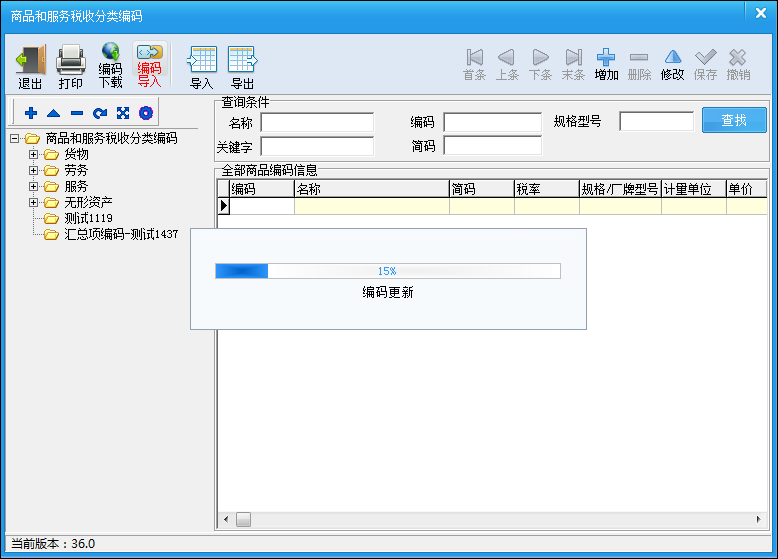 商品和服务税收分类编码
退出 打印 编码下载 编码导入 导入 导出 首条 上条 下条 末条 增加 删除 修改 保存 撤销
商品和服务税收分类编码
货物
劳务
服务
无形资产
测试1119
汇总项编码-测试1437
查询条件
名称 编码 规格型号 查找
关键字 简码
全部商品编码信息
编码 名称 简码 税率 规格/厂牌型号 计量单位 单价
15%
编码更新
当前版本：36.0